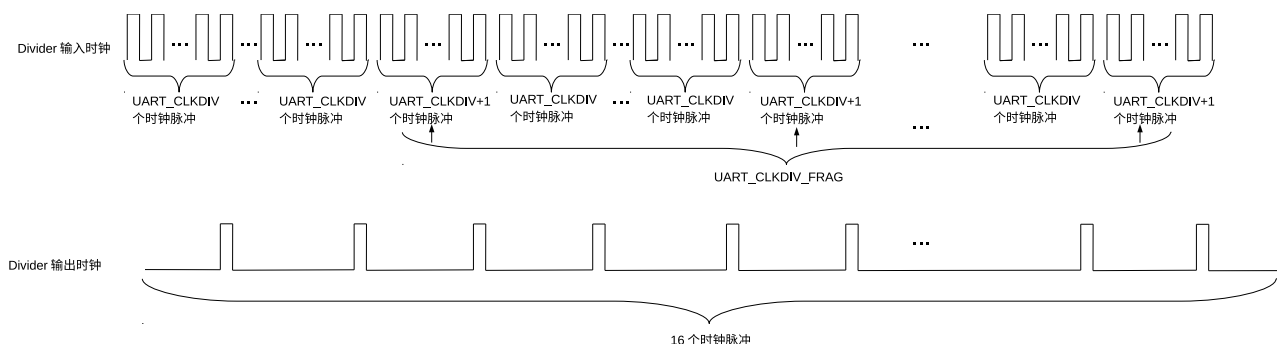 Divider 输入时钟
... ... ... ... ... ... ... ... ... ... ... ...
UART_CLKDIV ... UART_CLKDIV UART_CLKDIV+1 UART_CLKDIV ... UART_CLKDIV UART_CLKDIV+1 UART_CLKDIV UART_CLKDIV+1
个时钟脉冲 个时钟脉冲 个时钟脉冲 个时钟脉冲 个时钟脉冲 个时钟脉冲 ... 个时钟脉冲 个时钟脉冲
UART_CLKDIV_FRAG
Divider 输出时钟 ...
16 个时钟脉冲